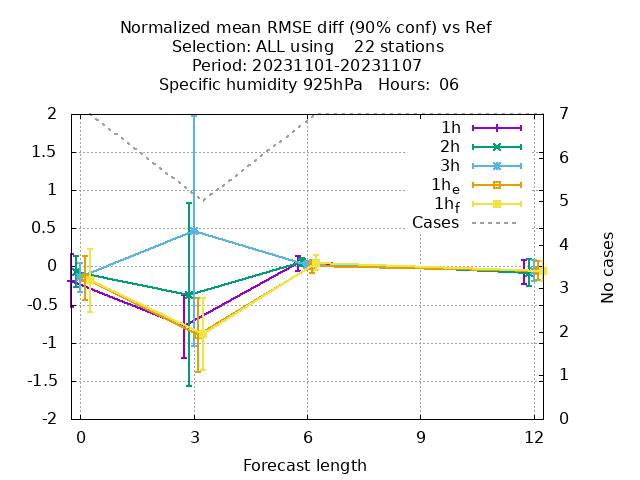 Normalized mean RMSE diff (90% conf) vs Ref
Selection: ALL using    22 stations
Period: 20231101-20231107
Specific humidity 925hPa   Hours:  06
2
1.5
1
0.5
0
-0.5
-1
-1.5
-2
7
6
5
4
3
2
1
0
1h
2h
3h
1h_e
1h_f
Cases
No cases
0
3
6
9
12
Forecast length